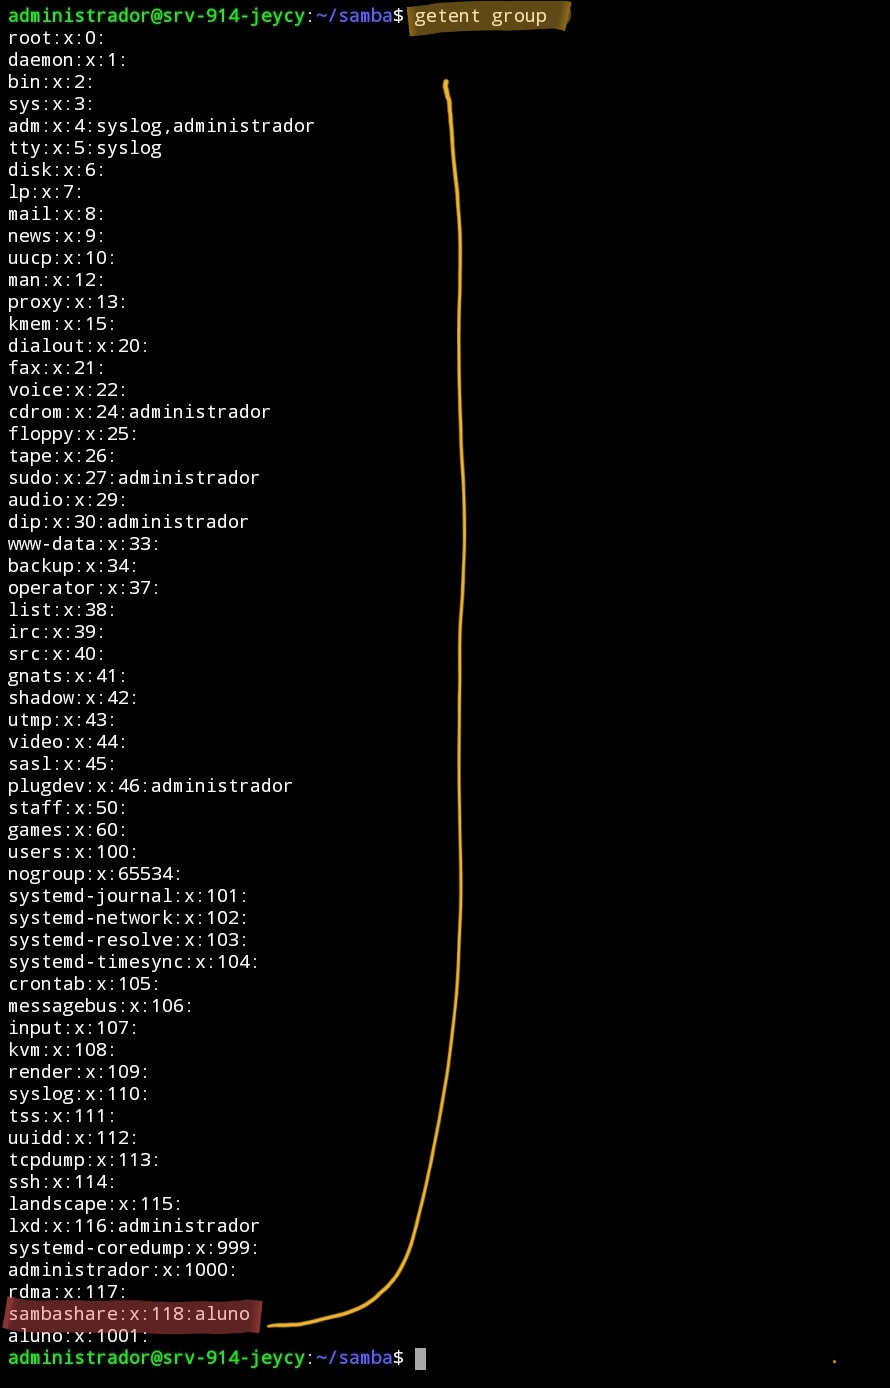 administrador@srv-914-jeycy:~/samba$ getent group
root:x:0:
daemon:x:1:
bin:x:2:
sys:x:3:
adm:x:4:syslog,administrador
tty:x:5:syslog
disk:x:6:
lp:x:7:
mail:x:8:
news:x:9:
uucp:x:10:
man:x:12:
proxy:x:13:
kmem:x:15:
dialout:x:20:
fax:x:21:
voice:x:22:
cdrom:x:24:administrador
floppy:x:25:
tape:x:26:
sudo:x:27:administrador
audio:x:29:
dip:x:30:administrador
www-data:x:33:
backup:x:34:
operator:x:37:
list:x:38:
irc:x:39:
src:x:40:
gnats:x:41:
shadow:x:42:
utmp:x:43:
video:x:44:
sasl:x:45:
plugdev:x:46:administrador
staff:x:50:
games:x:60:
users:x:100:
nogroup:x:65534:
systemd-journal:x:101:
systemd-network:x:102:
systemd-resolve:x:103:
systemd-timesync:x:104:
crontab:x:105:
messagebus:x:106:
input:x:107:
kvm:x:108:
render:x:109:
syslog:x:110:
tss:x:111:
uuidd:x:112:
tcpdump:x:113:
ssh:x:114:
landscape:x:115:
lxd:x:116:administrador
systemd-coredump:x:999:
administrador:x:1000:
rdma:x:117:
sambashare:x:118:aluno
aluno:x:1001:
administrador@srv-914-jeycy:~/samba$